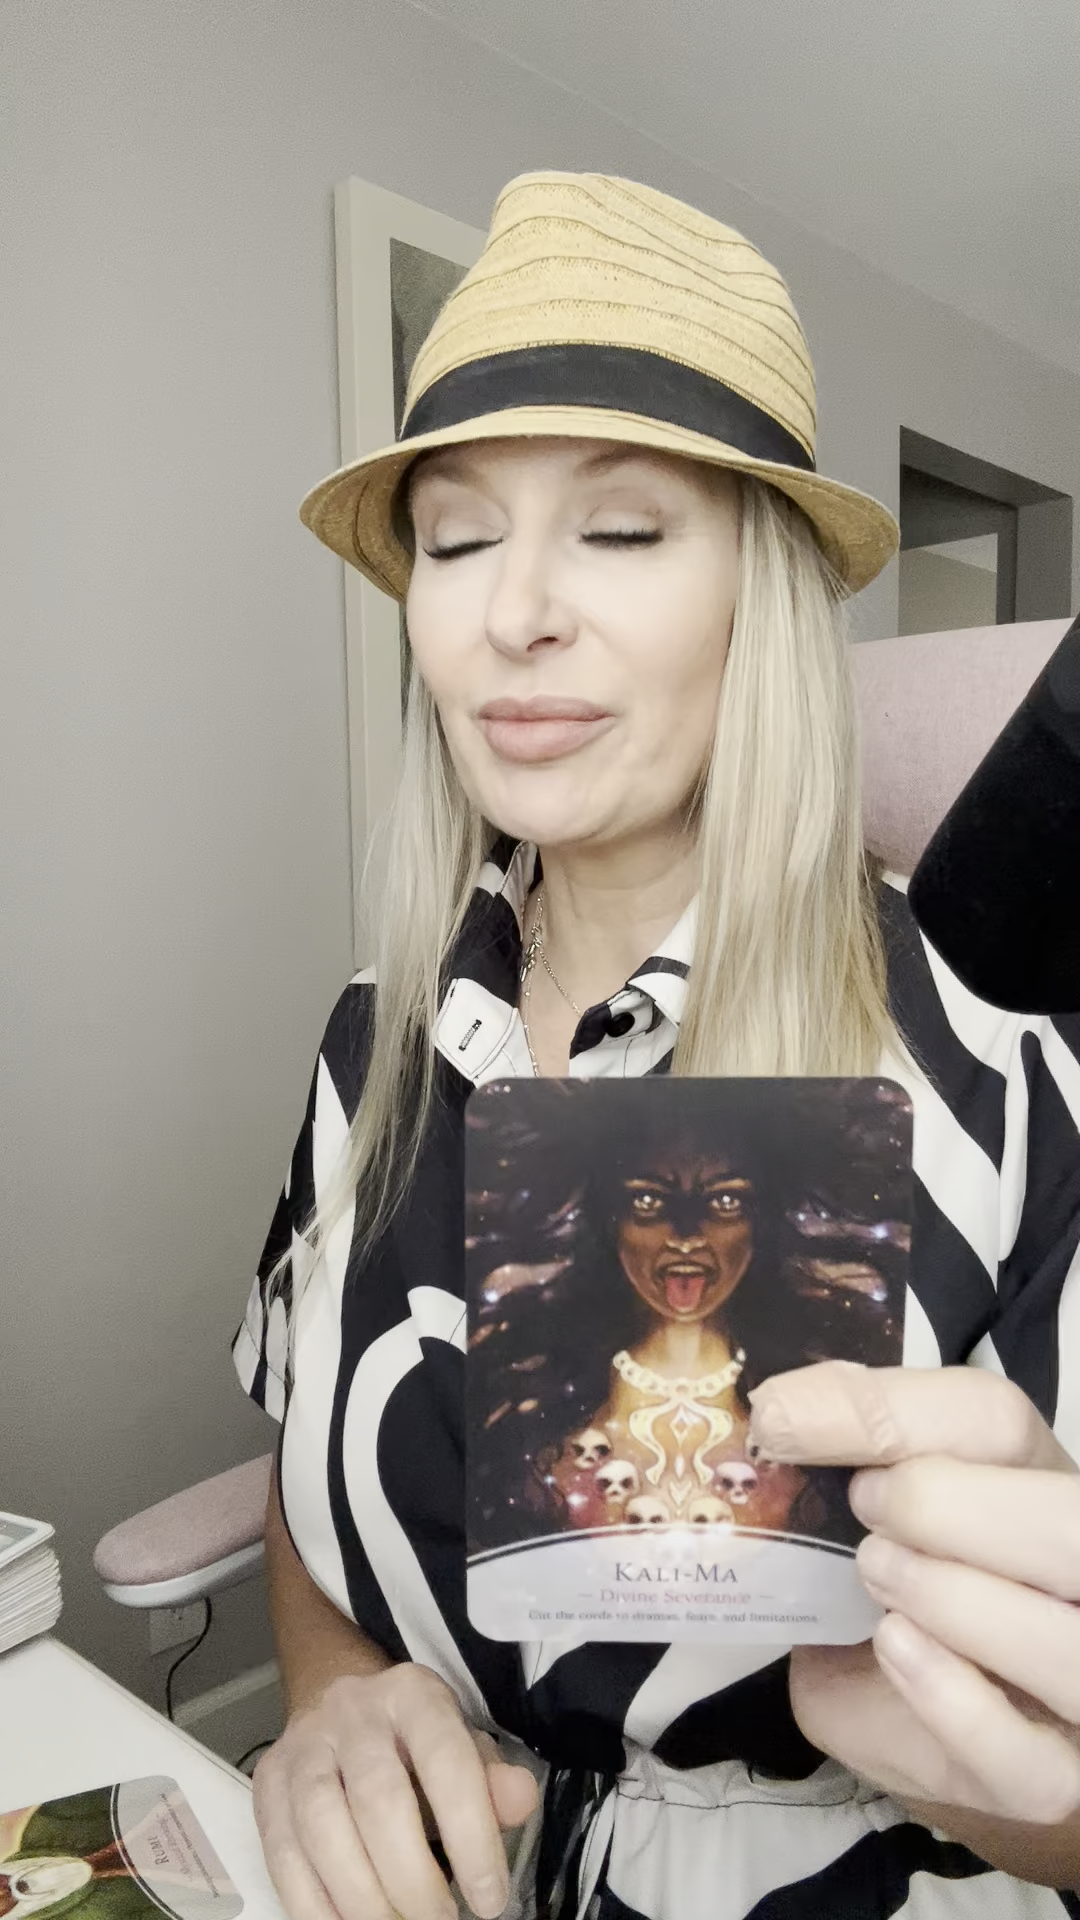 KALI-MA
— Divine Severance —
Cut the cords to dramas, fears, and limitations
RUMI